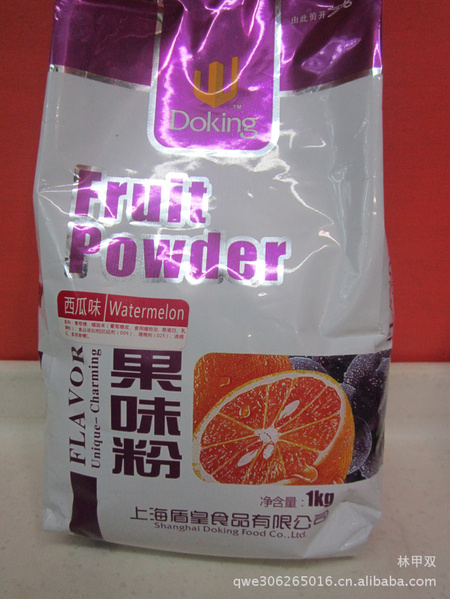 由此剪开
Doking
TM
Fruit
Powder
西瓜味 Watermelon
FLAVOR
Unique-Charming
果味粉
净含量:1kg
上海盾皇食品有限公司
Shanghai Doking Food Co.,Ltd.
林甲双
qwe306265016.cn.alibaba.com